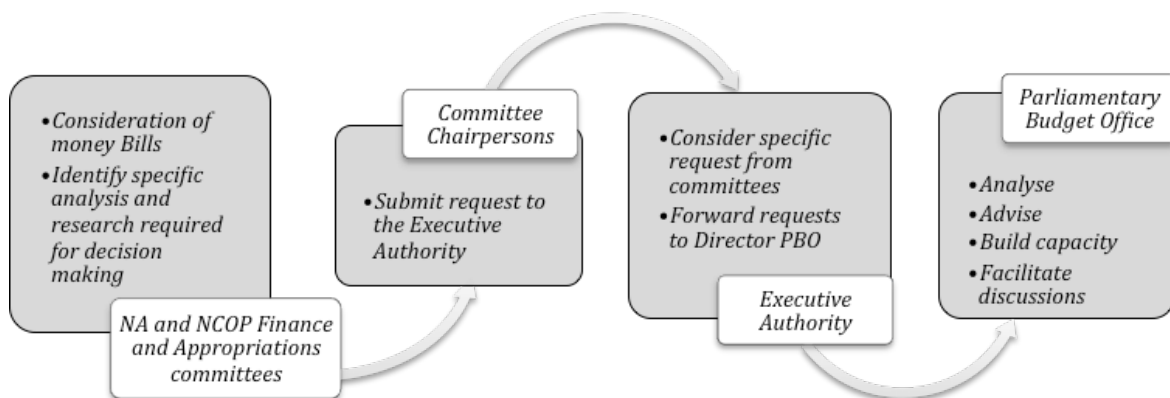 •Consideration of
money Bills
•Identify specific
analysis and
research required
for decision
making
NA and NCOP Finance
and Appropriations
committees
Committee
Chairpersons
•Submit request to
the Executive
Authority
•Consider specific
request from
committees
•Forward requests
to Director PBO
Executive
Authority
Parliamentary
Budget Office
•Analyse
•Advise
•Build capacity
•Facilitate
discussions